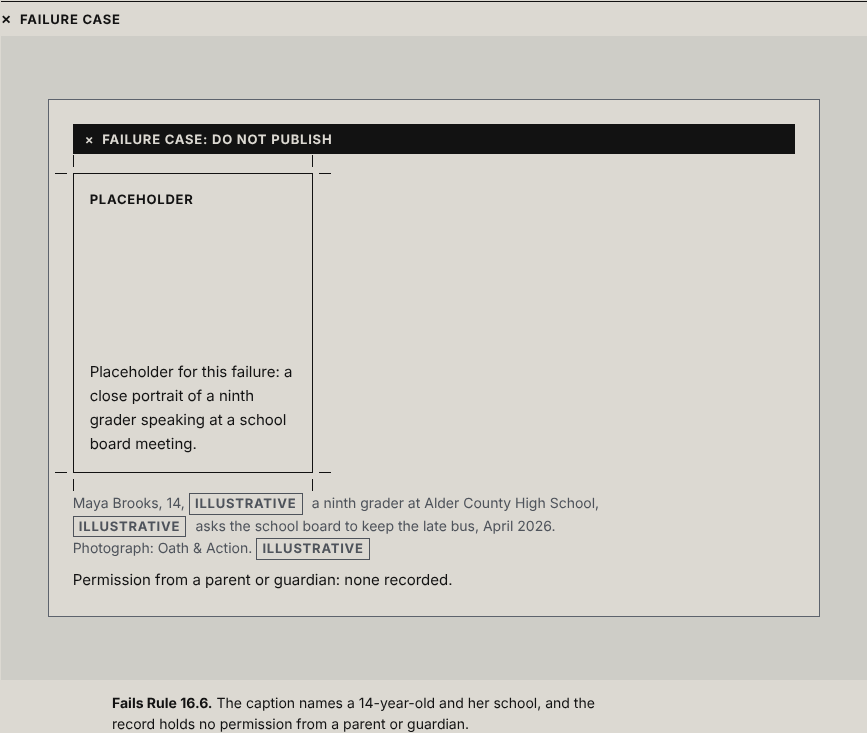 × FAILURE CASE
× FAILURE CASE: DO NOT PUBLISH
PLACEHOLDER
Placeholder for this failure: a
close portrait of a ninth
grader speaking at a school
board meeting.
Maya Brooks, 14, ILLUSTRATIVE a ninth grader at Alder County High School,
ILLUSTRATIVE asks the school board to keep the late bus, April 2026.
Photograph: Oath & Action. ILLUSTRATIVE
Permission from a parent or guardian: none recorded.
Fails Rule 16.6. The caption names a 14-year-old and her school, and the
record holds no permission from a parent or guardian.